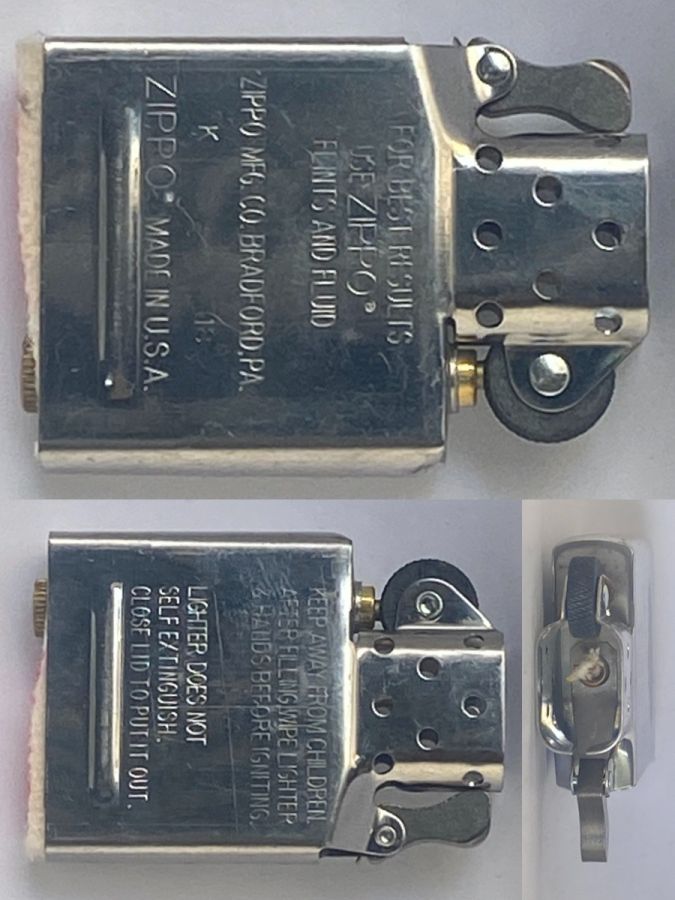 FOR BEST RESULTS
USE ZIPPO®
FLINTS AND FLUID
ZIPPO MFG. CO. BRADFORD, PA.
K
ZIPPO® MADE IN U.S.A.
KEEP AWAY FROM CHILDREN.
AFTER FILLING, WIPE LIGHTER
& HANDS BEFORE IGNITING.
LIGHTER DOES NOT
SELF EXTINGUISH.
CLOSE LID TO PUT IT OUT.